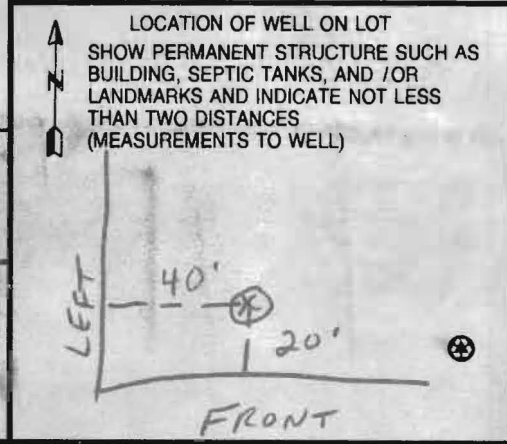 LOCATION OF WELL ON LOT
SHOW PERMANENT STRUCTURE SUCH AS
BUILDING, SEPTIC TANKS, AND /OR
LANDMARKS AND INDICATE NOT LESS
THAN TWO DISTANCES
(MEASUREMENTS TO WELL)
N
LEFT
40'
20'
FRONT